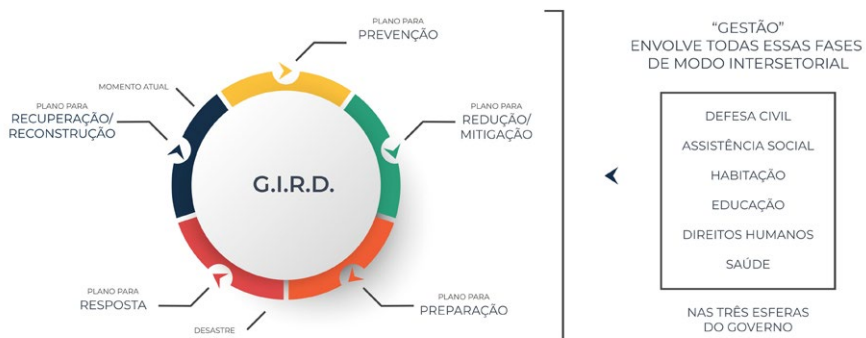 PLANO PARA
PREVENÇÃO
MOMENTO ATUAL
PLANO PARA
RECUPERAÇÃO/
RECONSTRUÇÃO
PLANO PARA
REDUÇÃO/
MITIGAÇÃO
G.I.R.D.
PLANO PARA
RESPOSTA
DESASTRE
PLANO PARA
PREPARAÇÃO
“GESTÃO”
ENVOLVE TODAS ESSAS FASES
DE MODO INTERSETORIAL
DEFESA CIVIL
ASSISTÊNCIA SOCIAL
HABITAÇÃO
EDUCAÇÃO
DIREITOS HUMANOS
SAÚDE
NAS TRÊS ESFERAS
DO GOVERNO